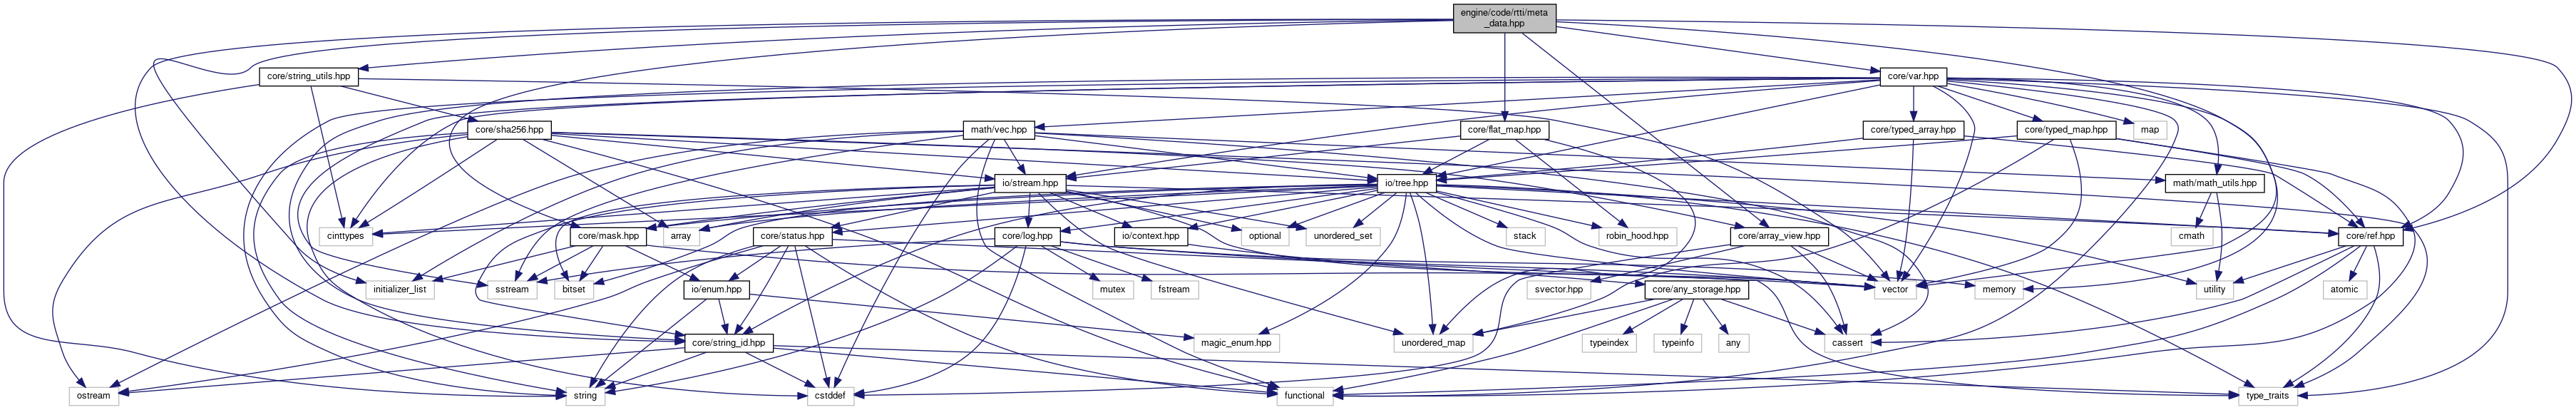 engine/code/rtti/meta
_data.hpp
core/string_utils.hpp
core/var.hpp
core/sha256.hpp
math/vec.hpp
core/flat_map.hpp
core/typed_array.hpp
core/typed_map.hpp
map
io/stream.hpp
io/tree.hpp
math/math_utils.hpp
cinttypes
core/mask.hpp
array
core/status.hpp
core/log.hpp
io/context.hpp
optional
unordered_set
stack
robin_hood.hpp
core/array_view.hpp
cmath
core/ref.hpp
initializer_list
sstream
bitset
io/enum.hpp
mutex
fstream
svector.hpp
core/any_storage.hpp
vector
memory
utility
atomic
core/string_id.hpp
magic_enum.hpp
unordered_map
typeindex
typeinfo
any
cassert
ostream
string
cstddef
functional
type_traits